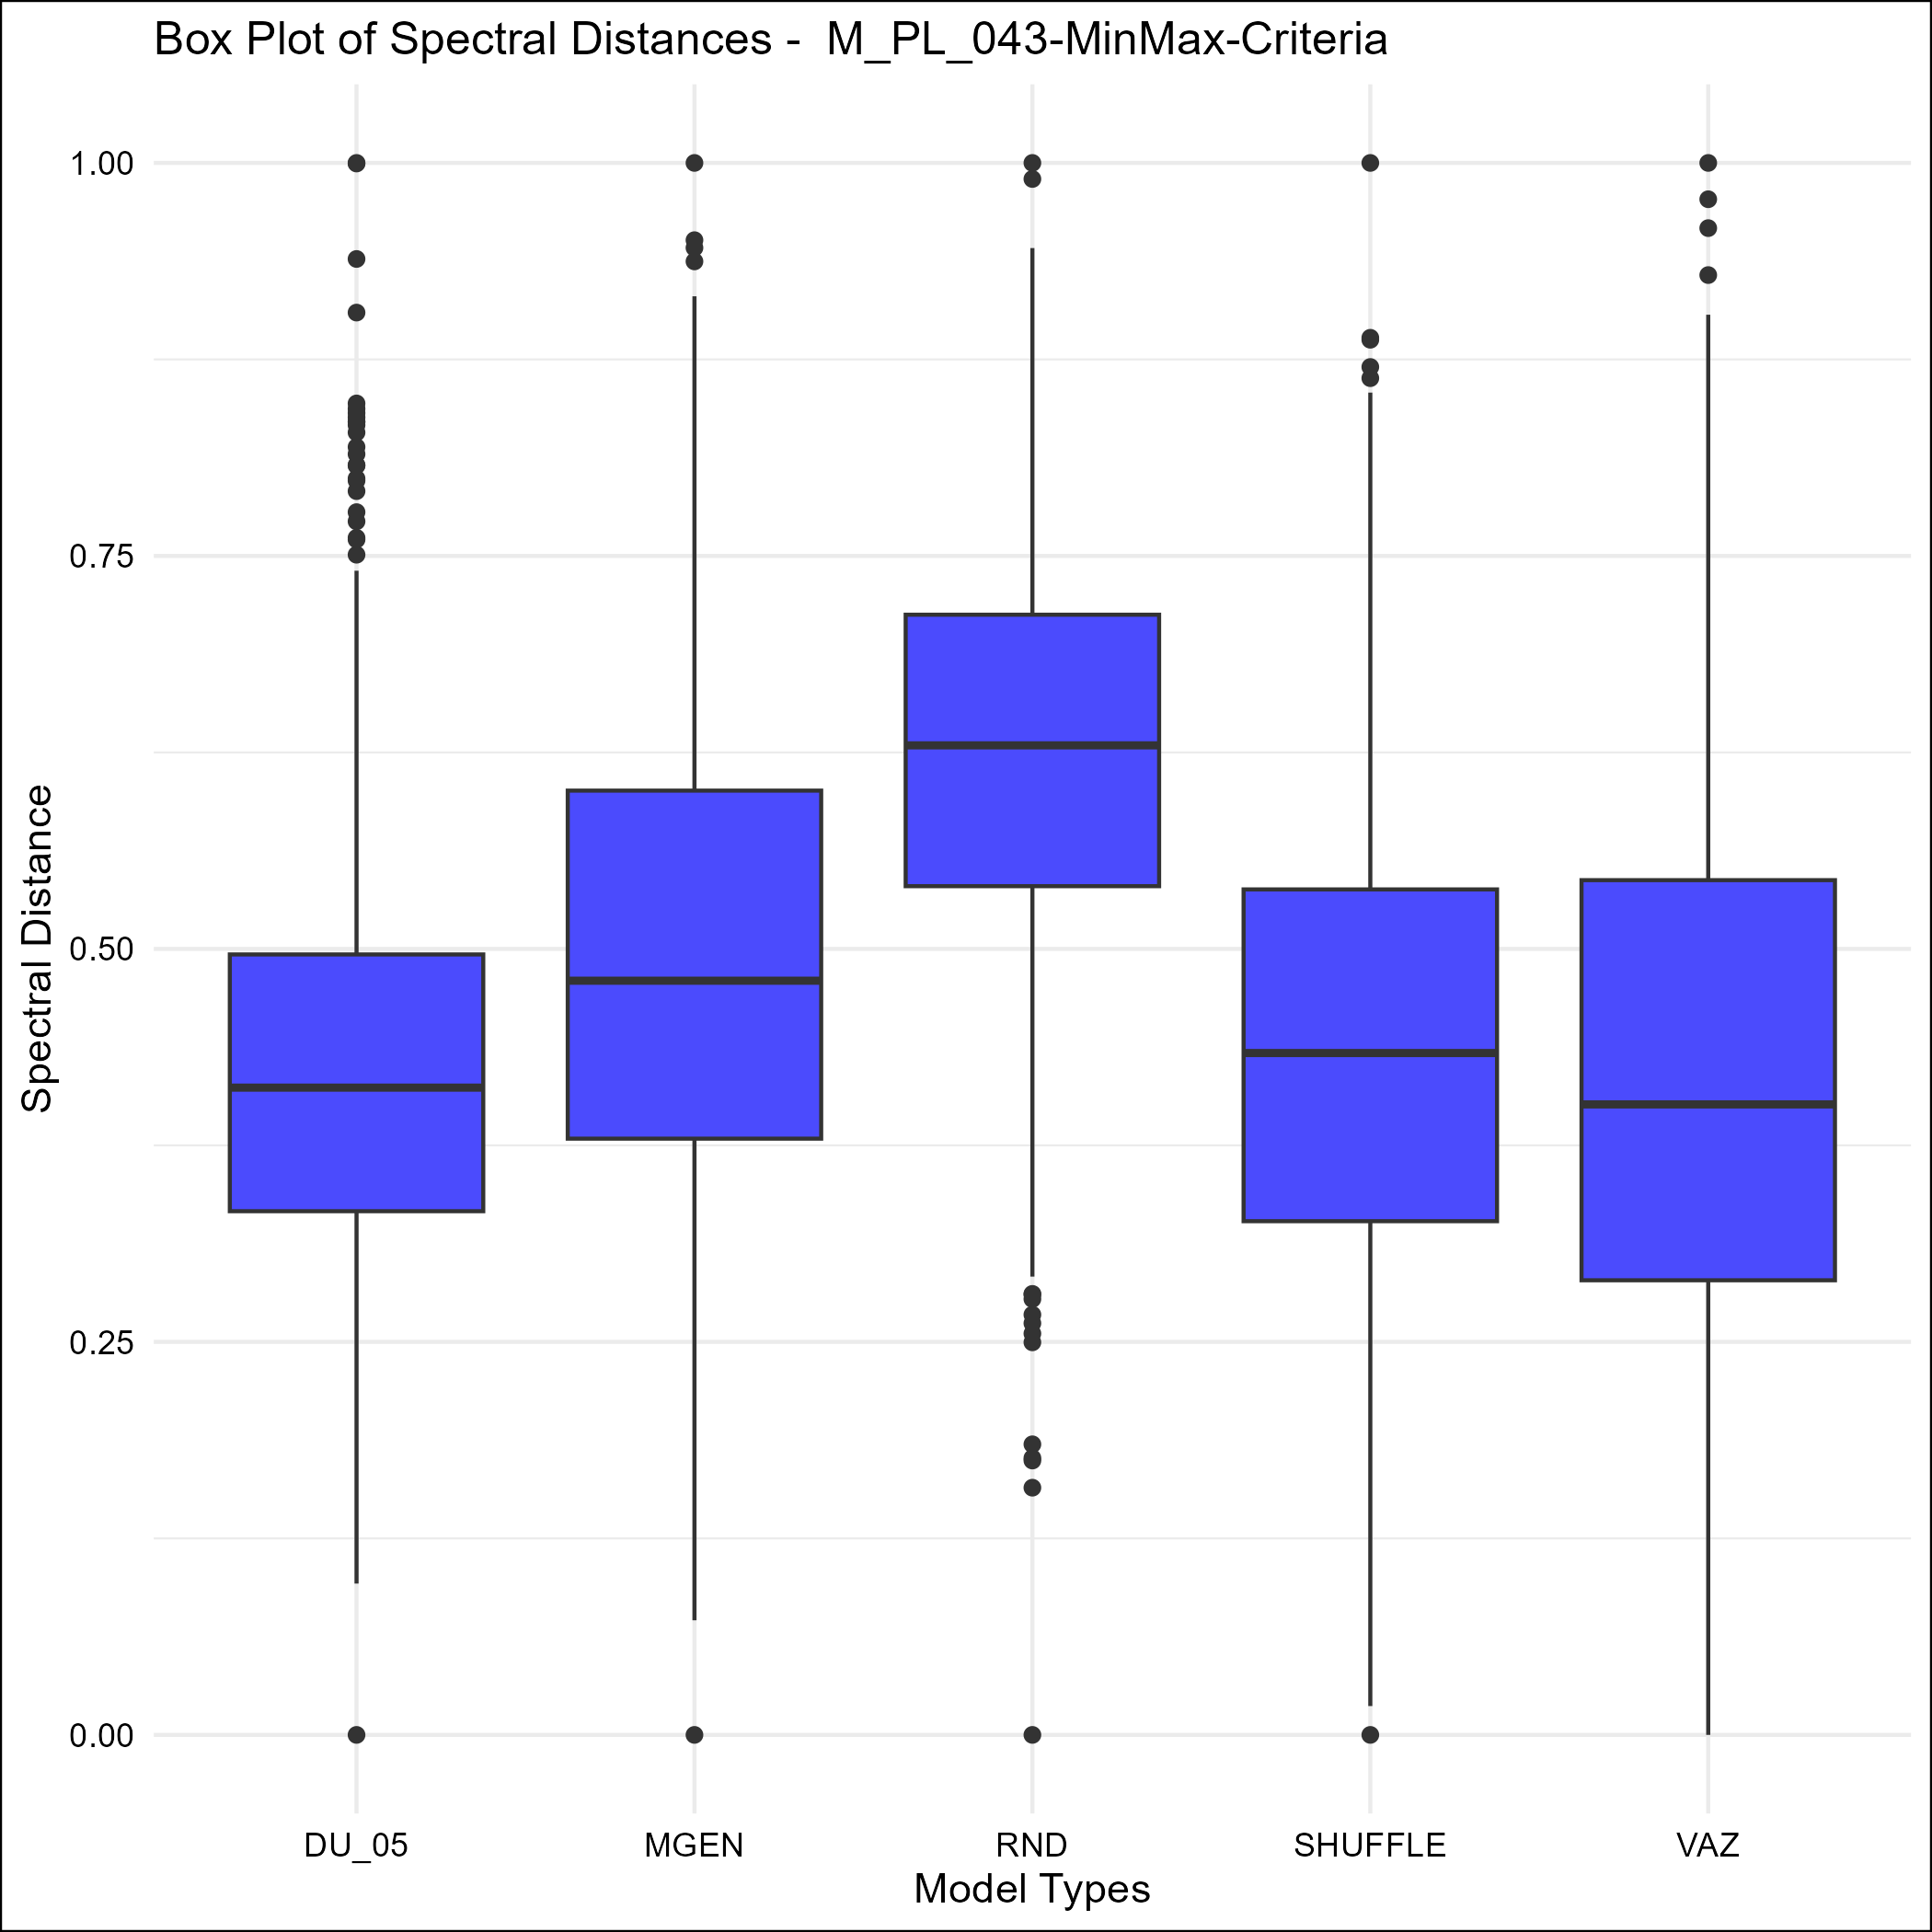 Box Plot of Spectral Distances -  M_PL_043-MinMax-Criteria
1.00
0.75
0.50
0.25
0.00
Spectral Distance
DU_05 MGEN RND SHUFFLE VAZ
Model Types